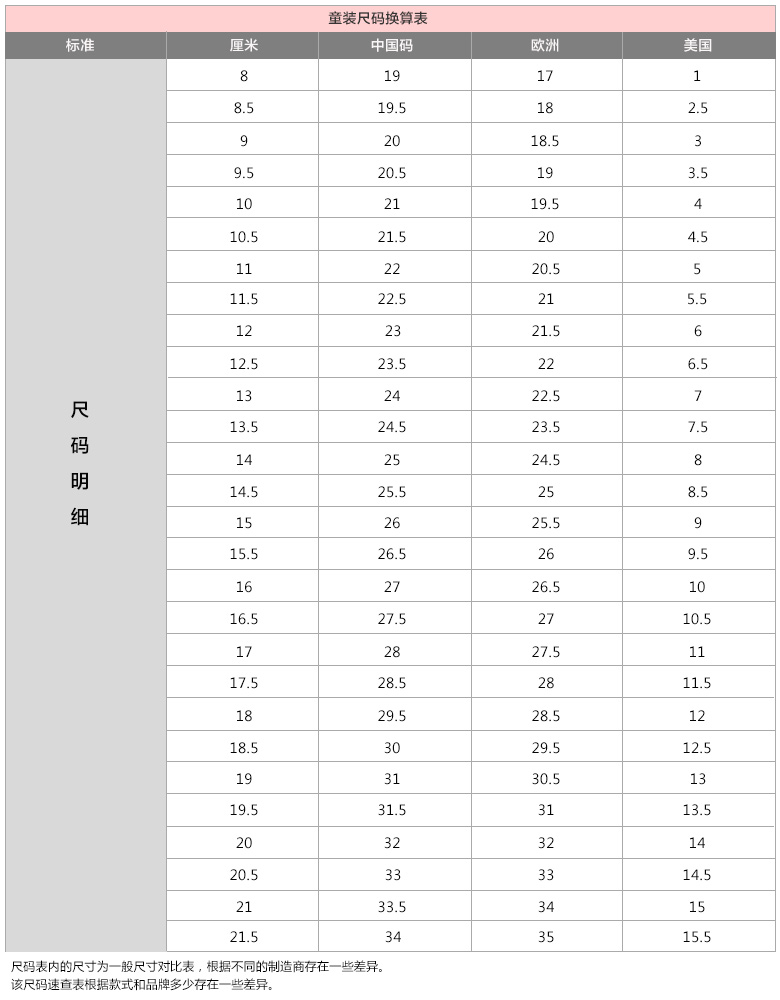 童装尺码换算表
标准 厘米 中国码 欧洲 美国
8 19 17 1
8.5 19.5 18 2.5
9 20 18.5 3
9.5 20.5 19 3.5
10 21 19.5 4
10.5 21.5 20 4.5
11 22 20.5 5
11.5 22.5 21 5.5
12 23 21.5 6
12.5 23.5 22 6.5
13 24 22.5 7
13.5 24.5 23.5 7.5
14 25 24.5 8
14.5 25.5 25 8.5
15 26 25.5 9
15.5 26.5 26 9.5
16 27 26.5 10
16.5 27.5 27 10.5
17 28 27.5 11
17.5 28.5 28 11.5
18 29.5 28.5 12
18.5 30 29.5 12.5
19 31 30.5 13
19.5 31.5 31 13.5
20 32 32 14
20.5 33 33 14.5
21 33.5 34 15
21.5 34 35 15.5
尺
码
明
细
尺码表内的尺寸为一般尺寸对比表，根据不同的制造商存在一些差异。
该尺码速查表根据款式和品牌多少存在一些差异。